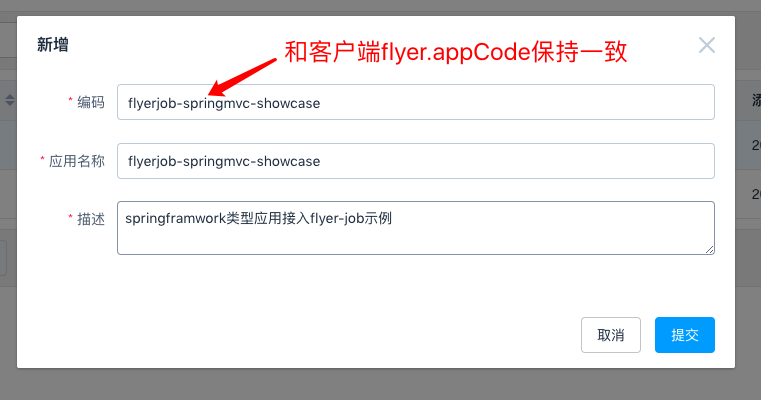 新增
和客户端flyer.appCode保持一致
* 编码
flyerjob-springmvc-showcase
* 应用名称
flyerjob-springmvc-showcase
* 描述
springframwork类型应用接入flyer-job示例
取消
提交